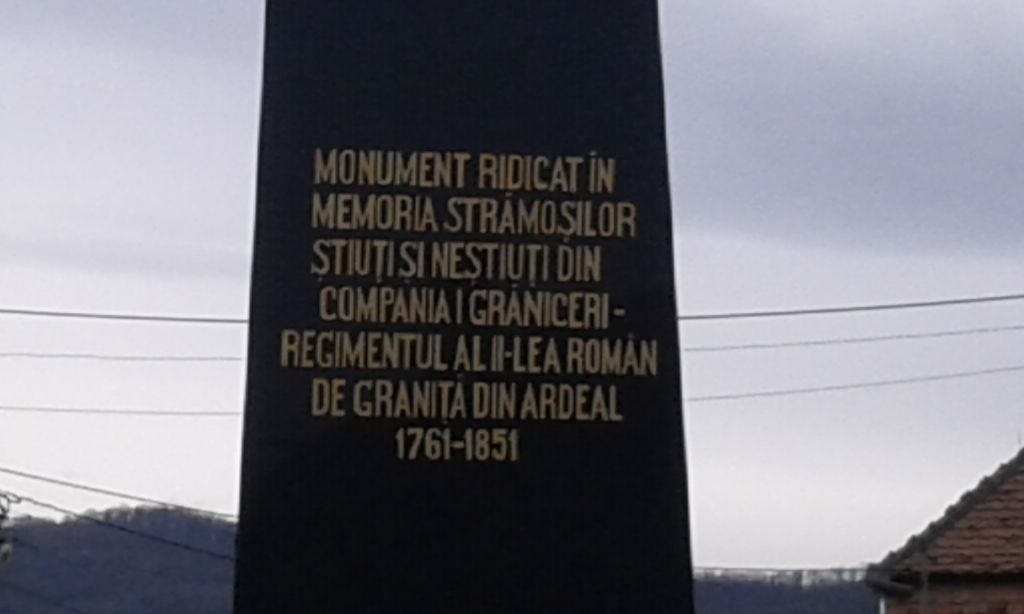 MONUMENT RIDICAT ÎN
MEMORIA STRĂMOȘILOR
ȘTIUȚI ȘI NEȘTIUȚI DIN
COMPANIA I GRĂNICERI -
REGIMENTUL AL II-LEA ROMÂN
DE GRANIȚĂ DIN ARDEAL
1761-1851